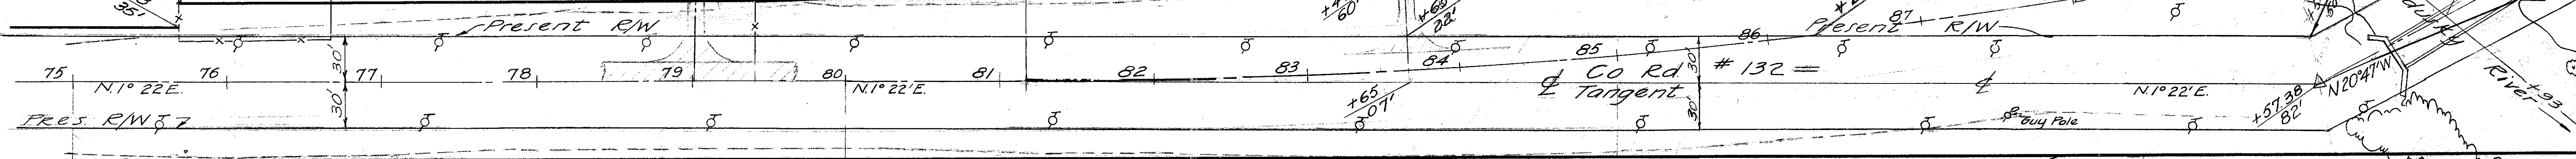 35'
Present R/W
+4
60'
+65
22'
Present R/W
87
86
85
84
83
82
81
80
79
78
77
76
75
30'
30'
30'
30'
N.1° 22'E.
N.1° 22'E.
N.1° 22'E.
Co Rd. # 132 =
℄ Tangent
℄
+65
07'
Pres. R/W
Guy Pole
+57.38
82'
N20°47'W
River
+93